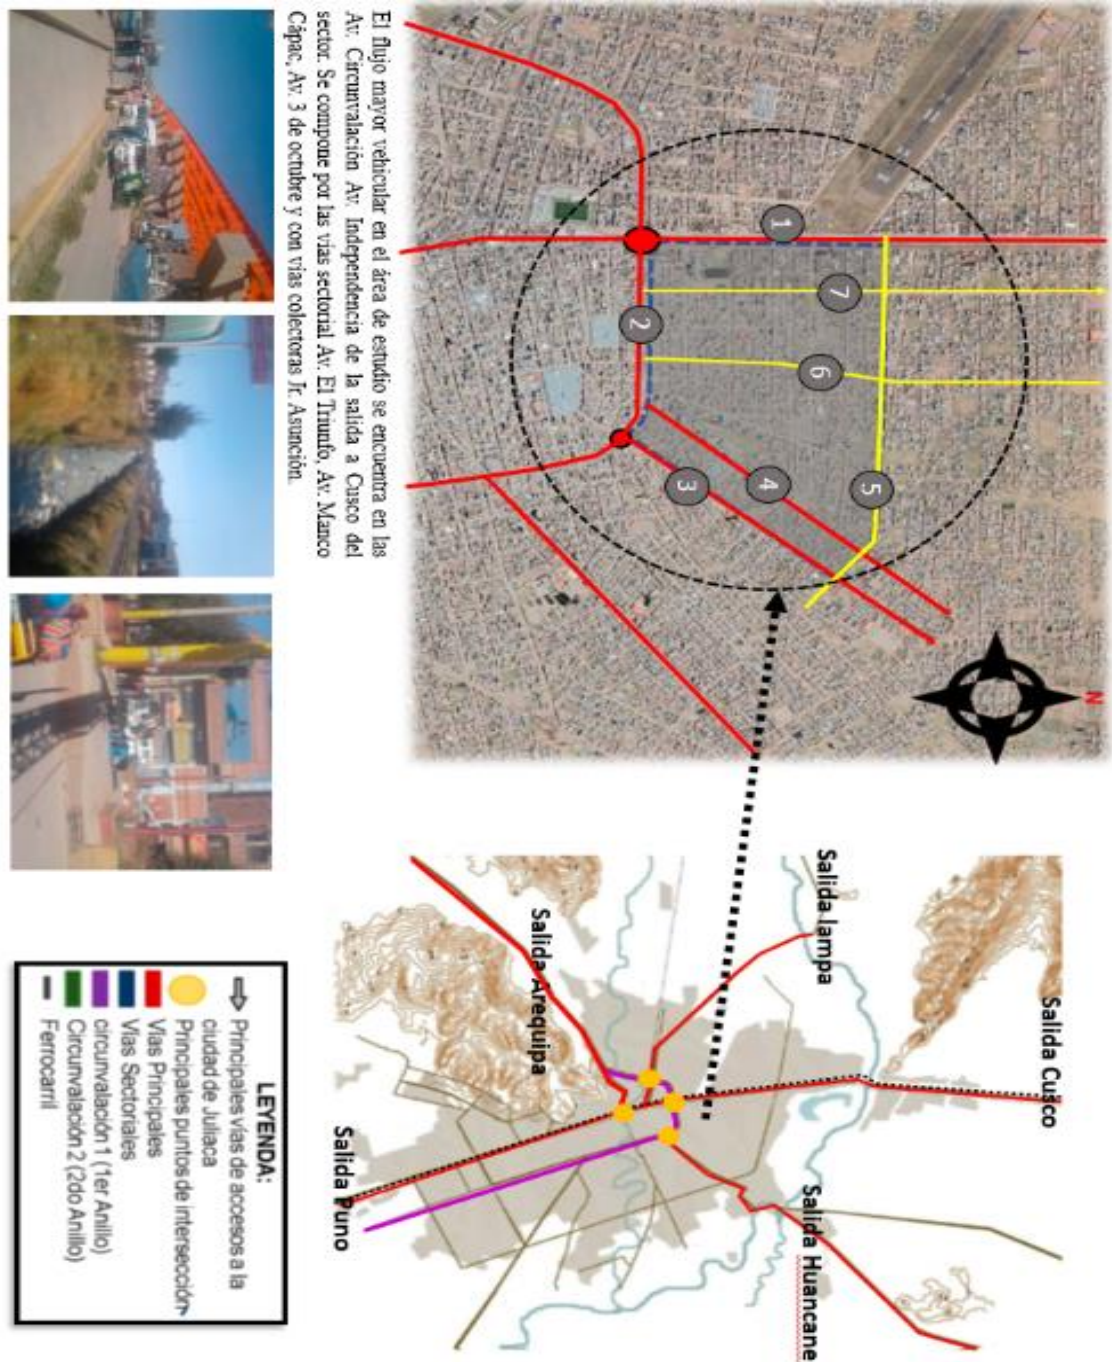 N
1
7
2
6
3
4
5
El flujo mayor vehicular en el área de estudio se encuentra en las
Av. Circunvalación Av. Independencia de la salida a Cusco del
sector. Se compone por las vías sectorial Av. El Triunfo, Av. Manco
Cápac, Av. 3 de octubre y con vías colectoras Jr. Asunción.
Salida Cusco
Salida lampa
Salida Huancane
Salida Arequipa
Salida Puno
LEYENDA:
Principales vías de accesos a la
ciudad de Juliaca
Principales puntos de intersección
Vías Principales
Vías Sectoriales
circunvalación 1 (1er Anillo)
Circunvalación 2 (2do Anillo)
Ferrocarril